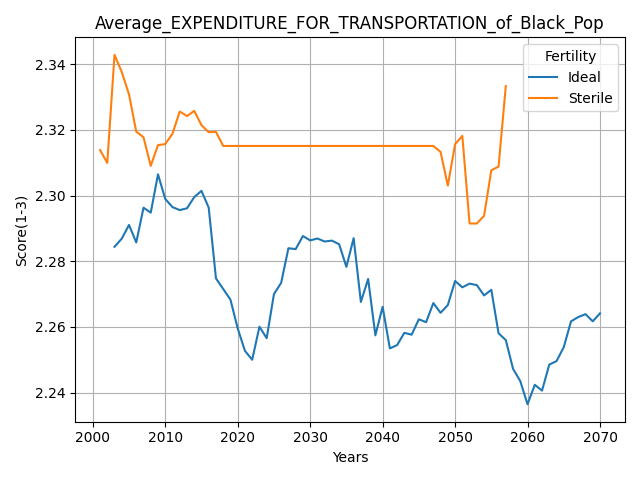 Average_EXPENDITURE_FOR_TRANSPORTATION_of_Black_Pop
Fertility
Ideal
Sterile
2.34
2.32
2.30
2.28
2.26
2.24
Score(1-3)
2000 2010 2020 2030 2040 2050 2060 2070
Years